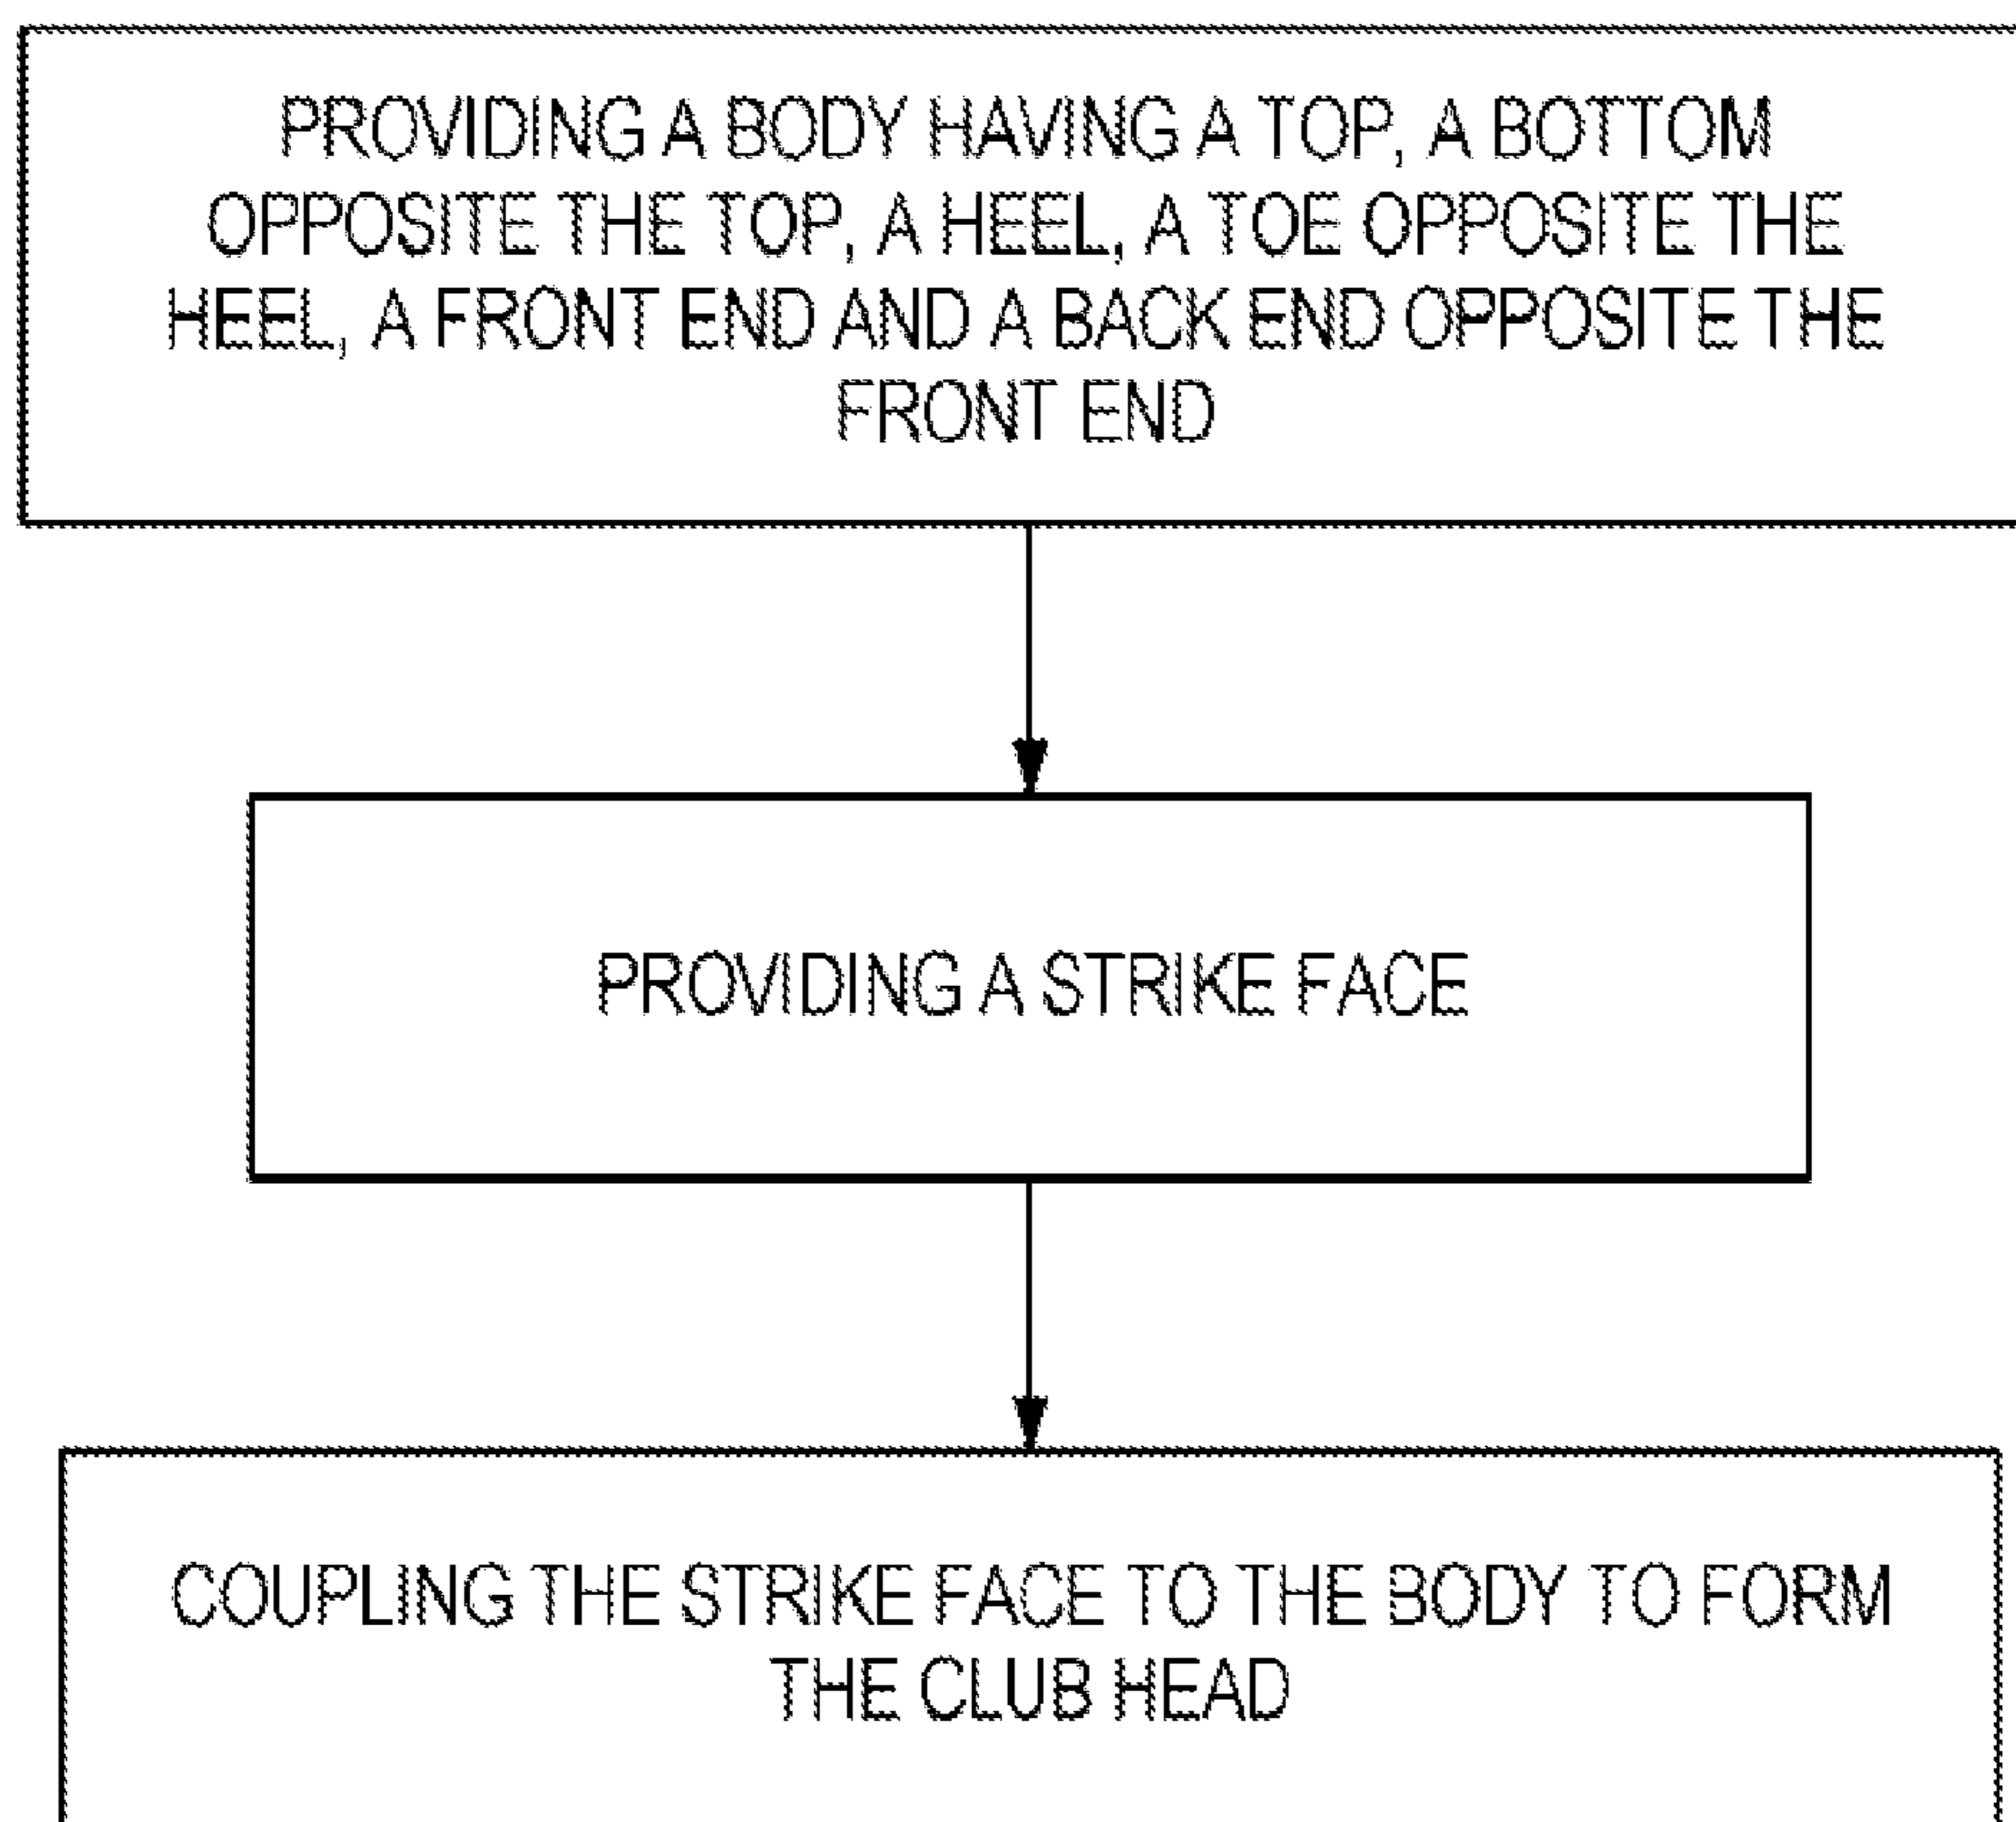 PROVIDING A BODY HAVING A TOP, A BOTTOM
OPPOSITE THE TOP, A HEEL, A TOE OPPOSITE THE
HEEL, A FRONT END AND A BACK END OPPOSITE THE
FRONT END
PROVIDING A STRIKE FACE
COUPLING THE STRIKE FACE TO THE BODY TO FORM
THE CLUB HEAD